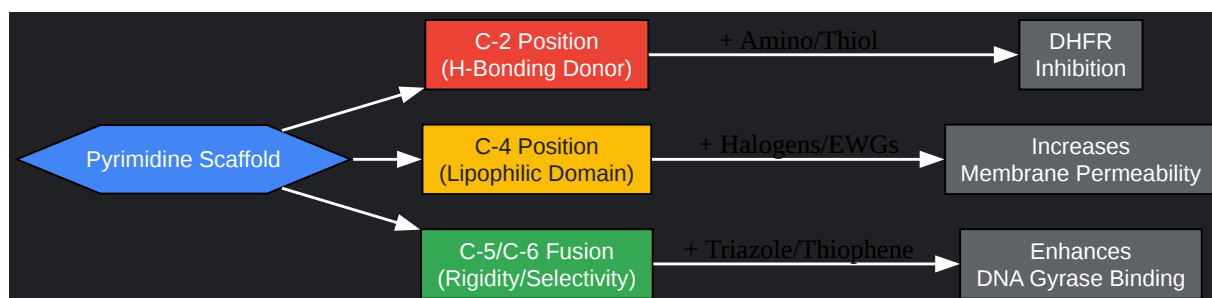 C-2 Position
(H-Bonding Donor)
+ Amino/Thiol
DHFR
Inhibition
Pyrimidine Scaffold
C-4 Position
(Lipophilic Domain)
+ Halogens/EWGs
Increases
Membrane Permeability
C-5/C-6 Fusion
(Rigidity/Selectivity)
+ Triazole/Thiophene
Enhances
DNA Gyrase Binding